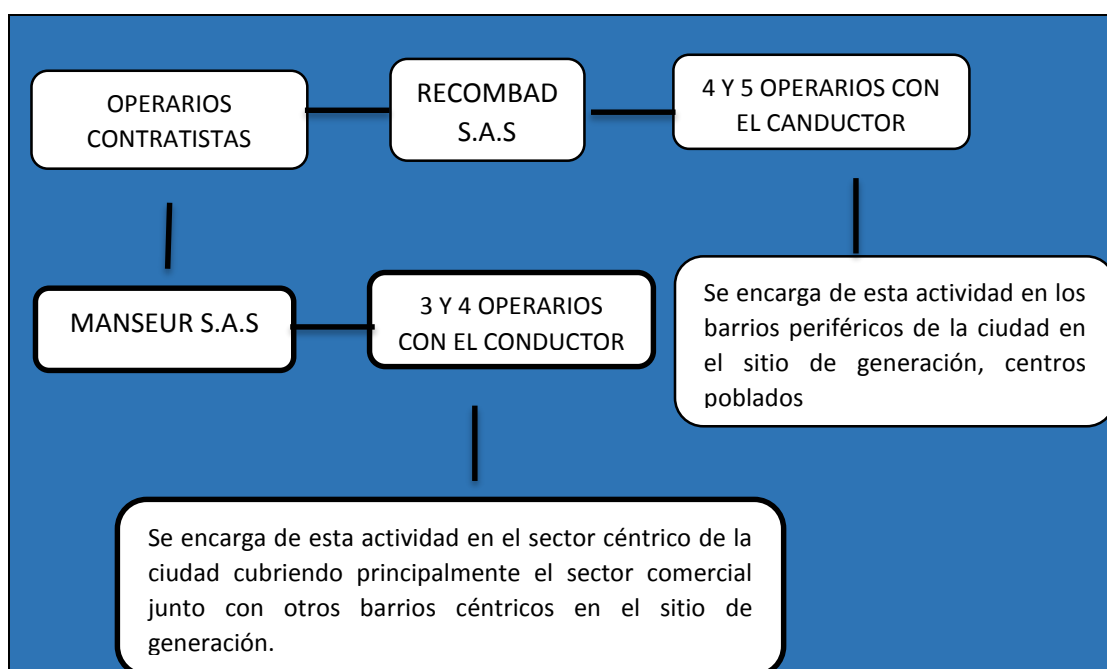 OPERARIOS
CONTRATISTAS
RECOMBAD
S.A.S
4 Y 5 OPERARIOS CON
EL CANDUCTOR
MANSEUR S.A.S
3 Y 4 OPERARIOS
CON EL CONDUCTOR
Se encarga de esta actividad en los
barrios periféricos de la ciudad en
el sitio de generación, centros
poblados
Se encarga de esta actividad en el sector céntrico de la
ciudad cubriendo principalmente el sector comercial
junto con otros barrios céntricos en el sitio de
generación.